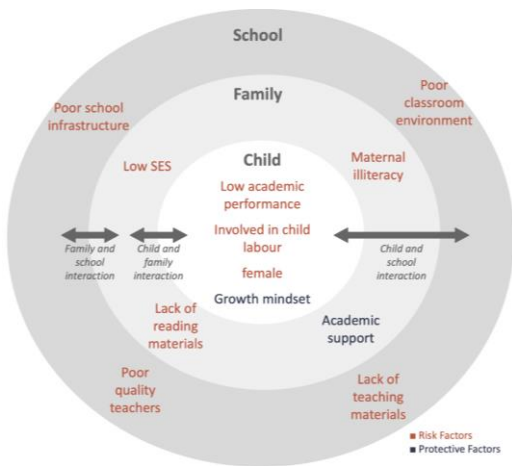 School
Poor school
infrastructure
Poor
classroom
environment
Family
Low SES
Maternal
illiteracy
Child
Low academic
performance
Involved in child
labour
female
Growth mindset
Family and
school
interaction
Child and
family
interaction
Child and
school
interaction
Lack of
reading
materials
Academic
support
Poor
quality
teachers
Lack of
teaching
materials
Risk Factors
Protective Factors